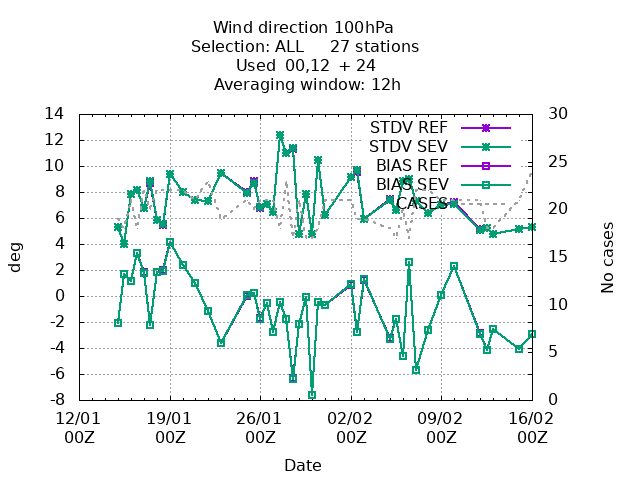 Wind direction 100hPa
Selection: ALL 27 stations
Used 00,12 + 24
Averaging window: 12h
14
12
10
8
6
4
2
0
-2
-4
-6
-8
deg
30
25
20
15
10
5
0
No cases
STDV REF
STDV SEV
BIAS REF
BIAS SEV
CASES
12/01 19/01 26/01 02/02 09/02 16/02
00Z 00Z 00Z 00Z 00Z 00Z
Date